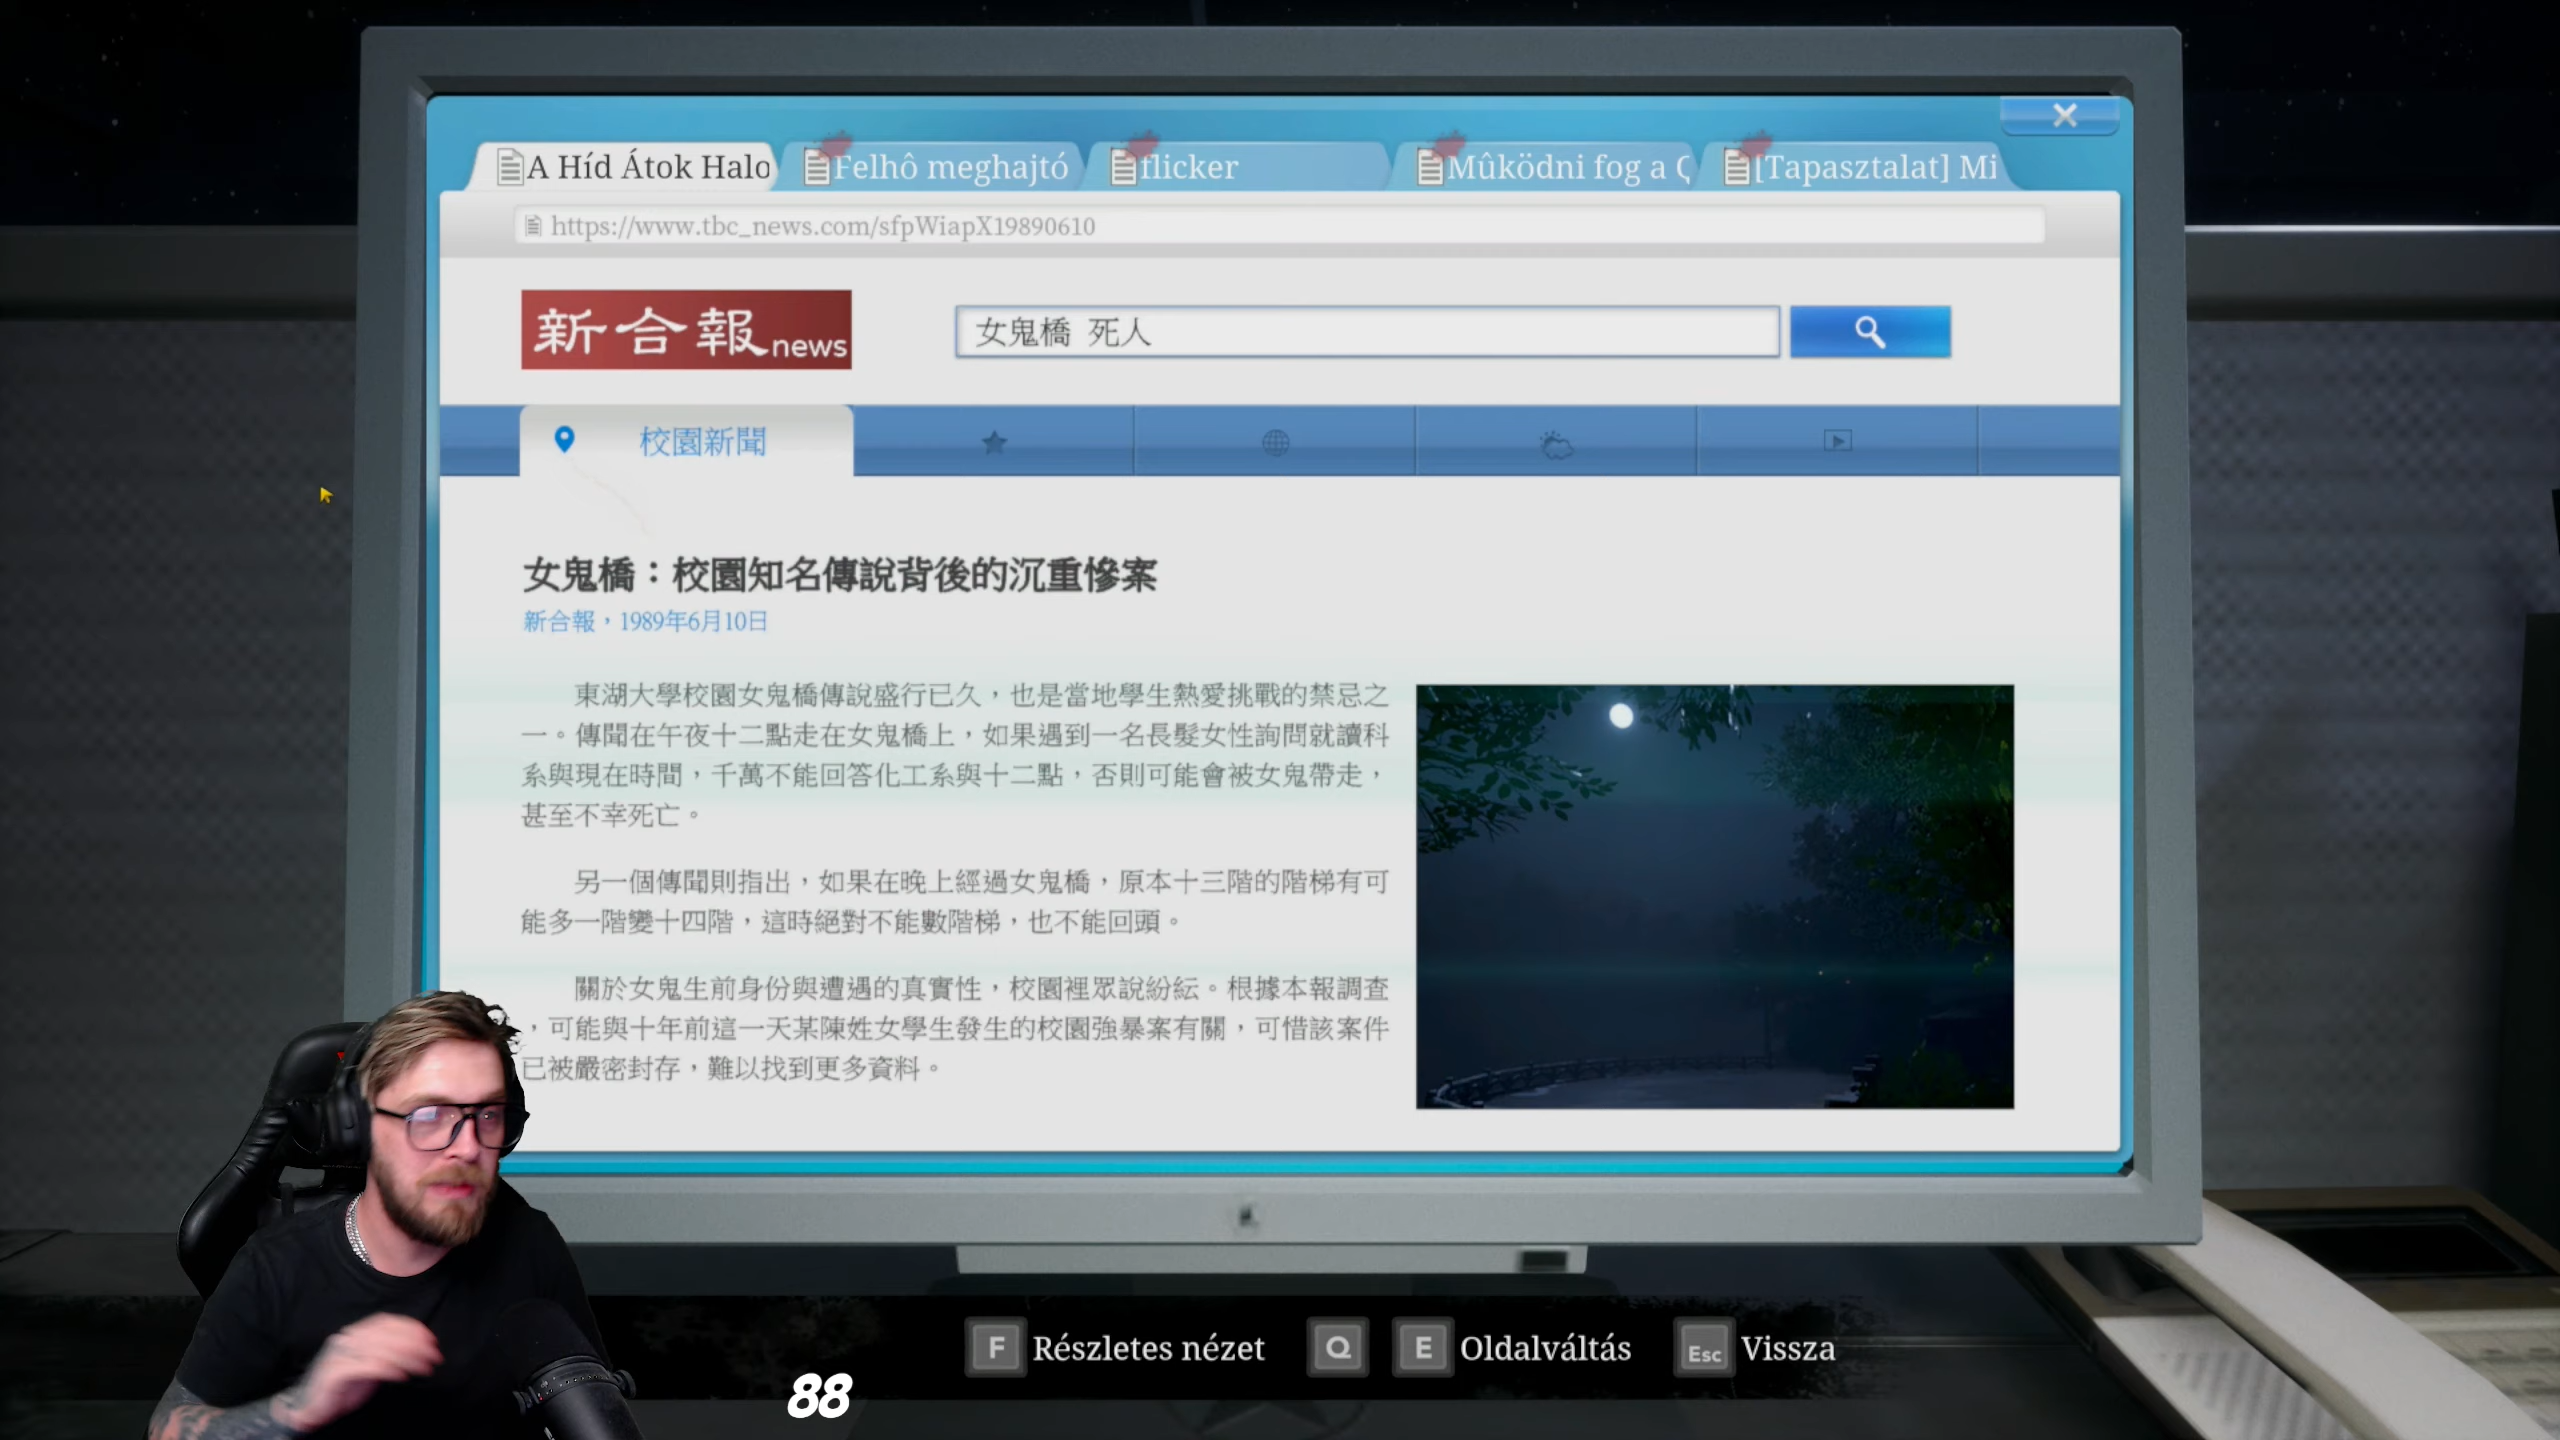 A Híd Átok Halo
Felhô meghajtó
flicker
Mûködni fog a
[Tapasztalat] Mi
https://www.tbc_news.com/sfpWiapX19890610
新合報news
女鬼橋 死人
校園新聞
女鬼橋：校園知名傳說背後的沉重慘案
新合報，1989年6月10日
東湖大學校園女鬼橋傳說盛行已久，也是當地學生熱愛挑戰的禁忌之
一。傳聞在午夜十二點走在女鬼橋上，如果遇到一名長髮女性詢問就讀科
系與現在時間，千萬不能回答化工系與十二點，否則可能會被女鬼帶走，
甚至不幸死亡。
另一個傳聞則指出，如果在晚上經過女鬼橋，原本十三階的階梯有可
能多一階變十四階，這時絕對不能數階梯，也不能回頭。
關於女鬼生前身份與遭遇的真實性，校園裡眾說紛紜。根據本報調查
，可能與十年前這一天某陳姓女學生發生的校園強暴案有關，可惜該案件
已被嚴密封存，難以找到更多資料。
F Részletes nézet Q E Oldalváltás Esc Vissza
88